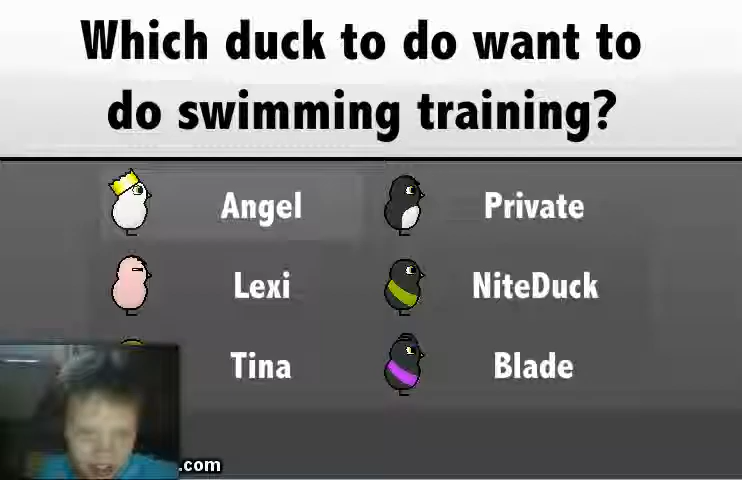 Which duck to do want to
do swimming training?
Angel Private
Lexi NiteDuck
Tina Blade
.com